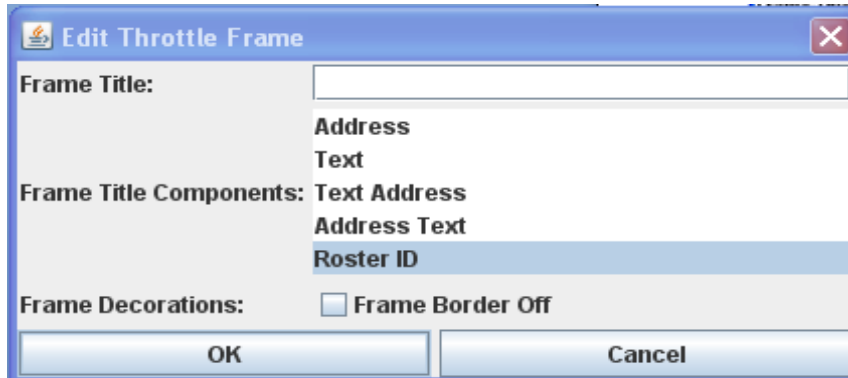 Edit Throttle Frame
Frame Title:
Address
Text
Frame Title Components: Text Address
Address Text
Roster ID
Frame Decorations: Frame Border Off
OK Cancel